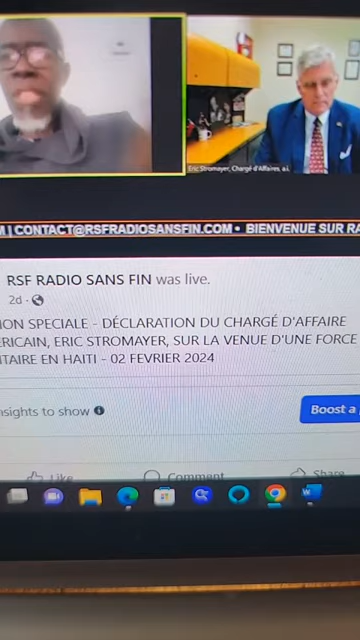 Eric Stromayer, Chargé d'Affaires, a.i.
M | CONTACT@RSFRADIOSANSFIN.COM • BIENVENUE SUR RA
RSF RADIO SANS FIN was live.
2d ·
ION SPECIALE - DÉCLARATION DU CHARGÉ D'AFFAIRE
ERICAIN, ERIC STROMAYER, SUR LA VENUE D'UNE FORCE
ITAIRE EN HAITI - 02 FEVRIER 2024
nsights to show
Boost a
Like Comment Share